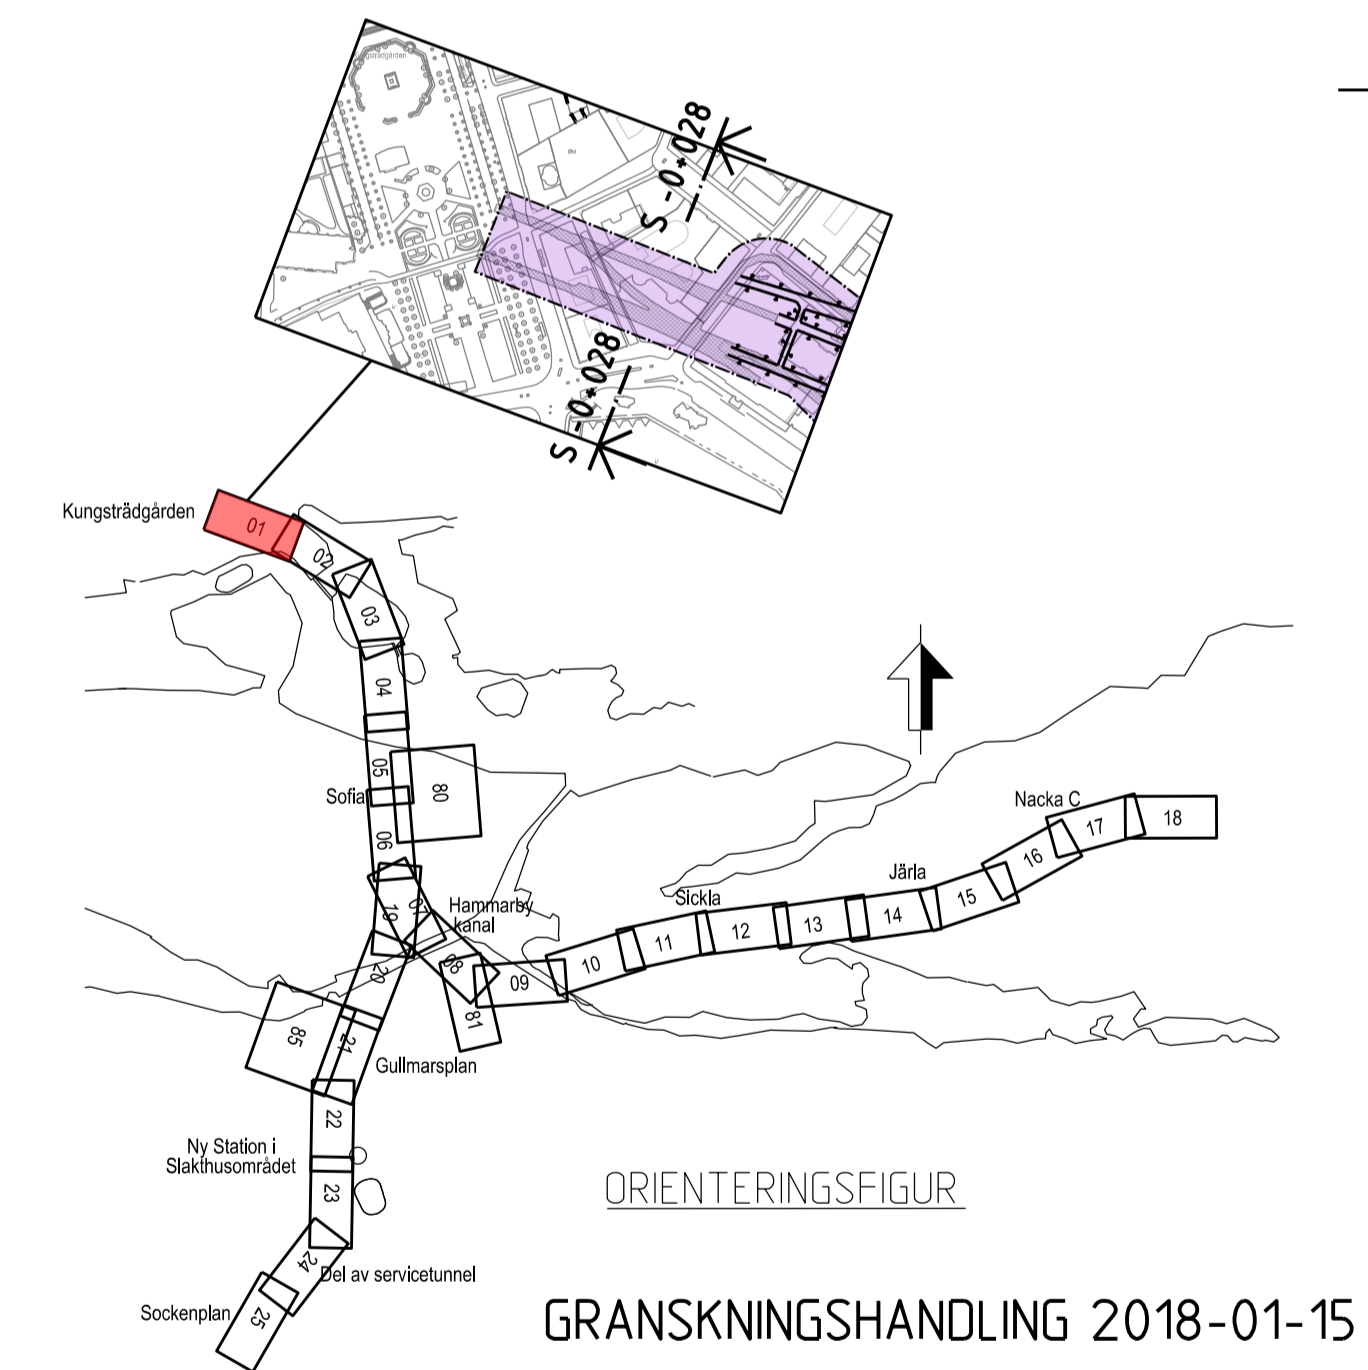 Kungsträdgården
S -0+028
S -0+028
Kungsträdgården
01
02
03
04
05
80
Sofia
06
19
07
Hammarby
kanal
08
09
81
20
85
21
Gullmarsplan
22
Ny Station i
Slakthusområdet
23
24
Del av servicetunnel
Sockenplan
25
10
11
Sickla
12
13
Järla
14
15
16
Nacka C
17
18
ORIENTERINGSFIGUR
GRANSKNINGSHANDLING 2018-01-15